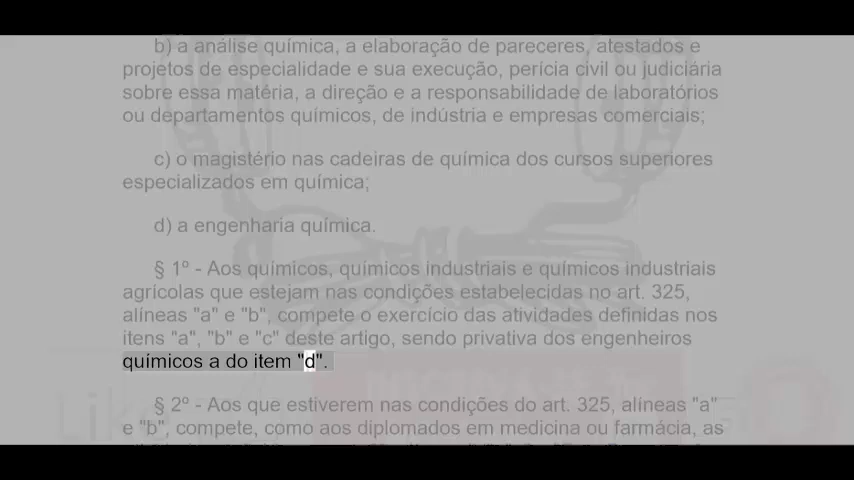 b) a análise química, a elaboração de pareceres, atestados e
projetos de especialidade e sua execução, perícia civil ou judiciária
sobre essa matéria, a direção e a responsabilidade de laboratórios
ou departamentos químicos, de indústria e empresas comerciais;
c) o magistério nas cadeiras de química dos cursos superiores
especializados em química;
d) a engenharia química.
§ 1º - Aos químicos, químicos industriais e químicos industriais
agrícolas que estejam nas condições estabelecidas no art. 325,
alíneas "a" e "b", compete o exercício das atividades definidas nos
itens "a", "b" e "c" deste artigo, sendo privativa dos engenheiros
químicos a do item "d".
§ 2º - Aos que estiverem nas condições do art. 325, alíneas "a"
e "b", compete, como aos diplomados em medicina ou farmácia, as
Like